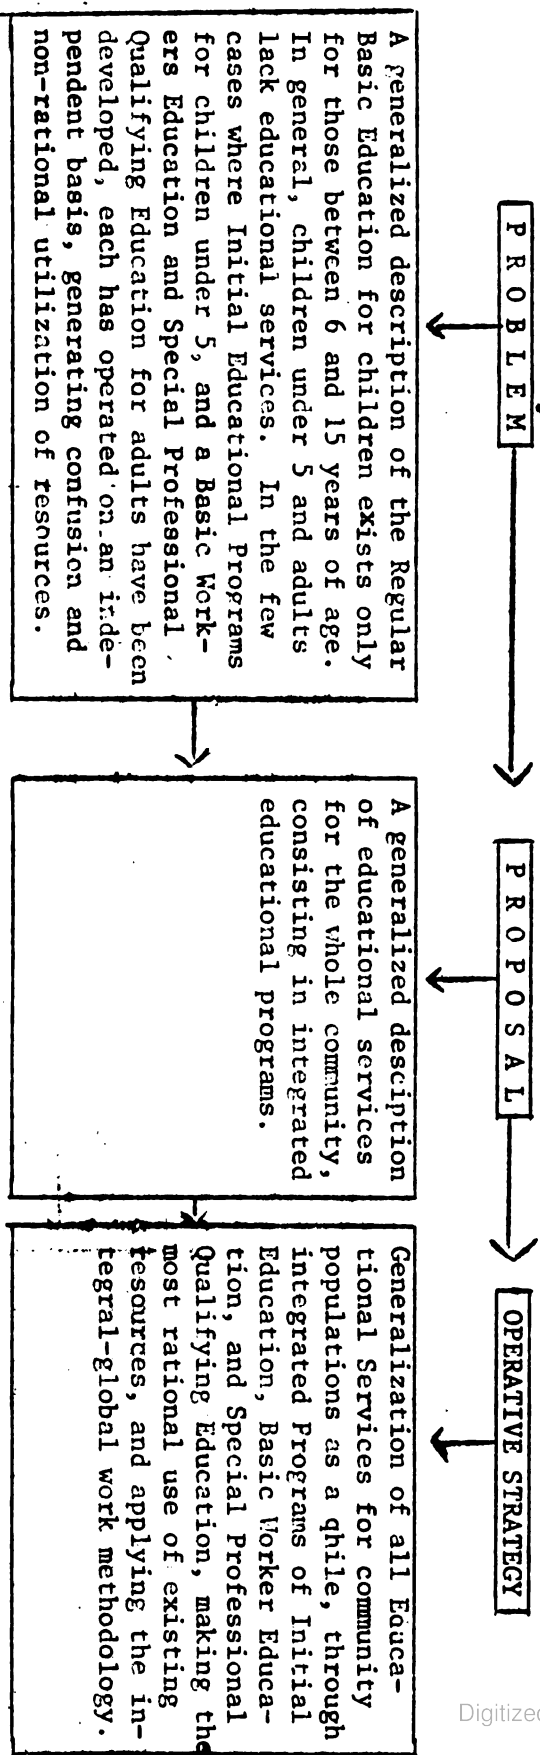 P R O B L E M
A generalized description of the Regular
Basic Education for children exists only
for those between 6 and 15 years of age.
In general, children under 5 and adults
lack educational services. In the few
cases where Initial Educational Programs
for children under 5, and a Basic Work-
ers Education and Special Professional
Qualifying Education for adults have been
developed, each has operated on an inde-
pendent basis, generating confusion and
non-rational utilization of resources.
P R O P O S A L
A generalized desciption
of educational services
for the whole community,
consisting in integrated
educational programs.
OPERATIVE STRATEGY
Generalization of all Educa-
tional Services for community
populations as a qhile, through
integrated Programs of Initial
Education, Basic Worker Educa-
tion, and Special Professional
Qualifying Education, making the
most rational use of existing
resources, and applying the in-
tegral-global work methodology.
Digitized